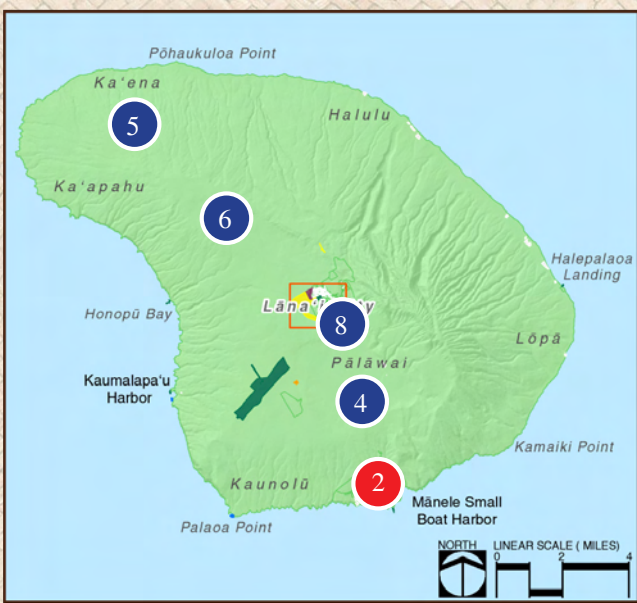 Pōhaukuloa Point
Ka‘ena
5
Halulu
Ka‘apahu
6
Halepalaoa
Landing
Honopū Bay
Lāna‘i
8
Lōpā
Pālāwai
Kaumalapa‘u
Harbor
4
Kamaiki Point
Kaunolū
2
Mānele Small
Boat Harbor
Palaoa Point
NORTH
LINEAR SCALE ( MILES)
0 2 4